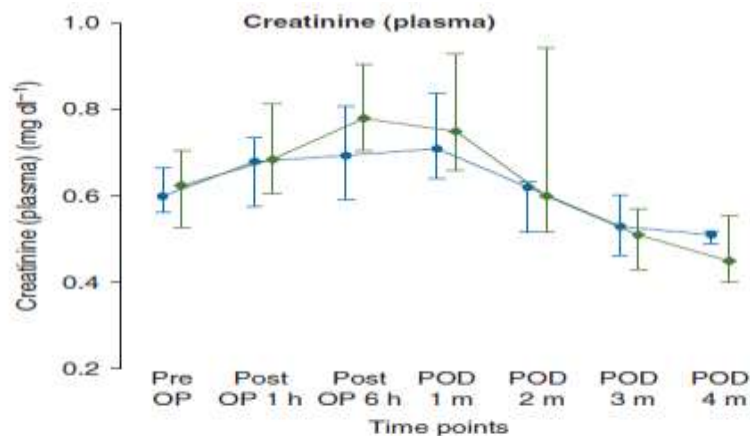 Creatinine (plasma)
Creatinine (plasma) (mg dl⁻¹)
1.0
0.8
0.6
0.4
0.2
Pre OP
Post OP 1 h
Post OP 6 h
POD 1 m
POD 2 m
POD 3 m
POD 4 m
Time points